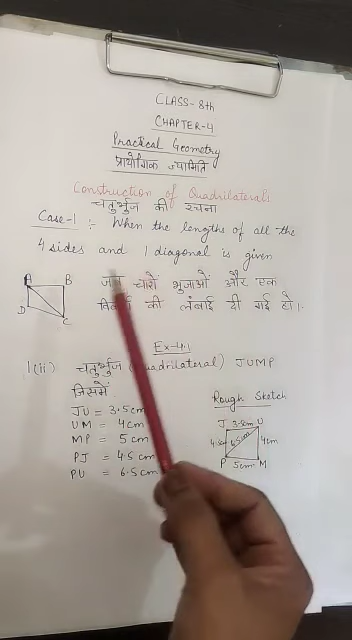 CLASS-8th
CHAPTER-4
Practical Geometry
प्रायोगिक ज्यामिति
Construction of Quadrilaterals
चतुर्भुज की रचना
Case-1 :- When the lengths of all the
4 sides and 1 diagonal is given
चारों भुजाओं और एक
की लंबाई दी गई हो।
A B
D C
Ex-4.1
1(ii) चतुर्भुज (Quadrilateral) JUMP
जिसमें
JU = 3.5cm
UM = 4cm
MP = 5 cm
PJ = 4.5 cm
PU = 6.5cm
Rough Sketch
J 3.5cm U
4.5cm 6.5cm 4cm
P 5cm M